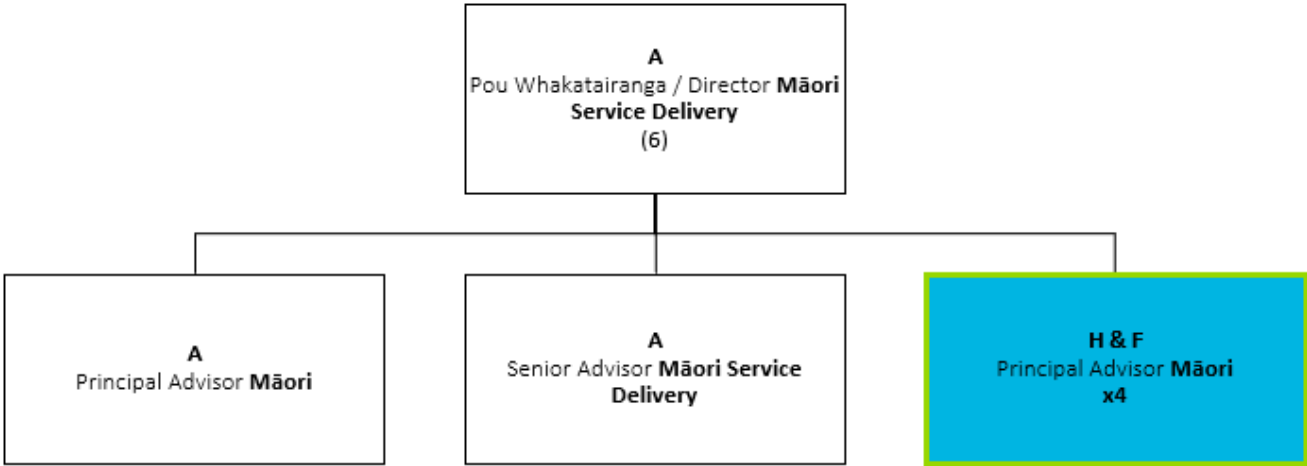 A
Pou Whakatairanga / Director Māori
Service Delivery
(6)
A
Principal Advisor Māori
A
Senior Advisor Māori Service
Delivery
H & F
Principal Advisor Māori
x4